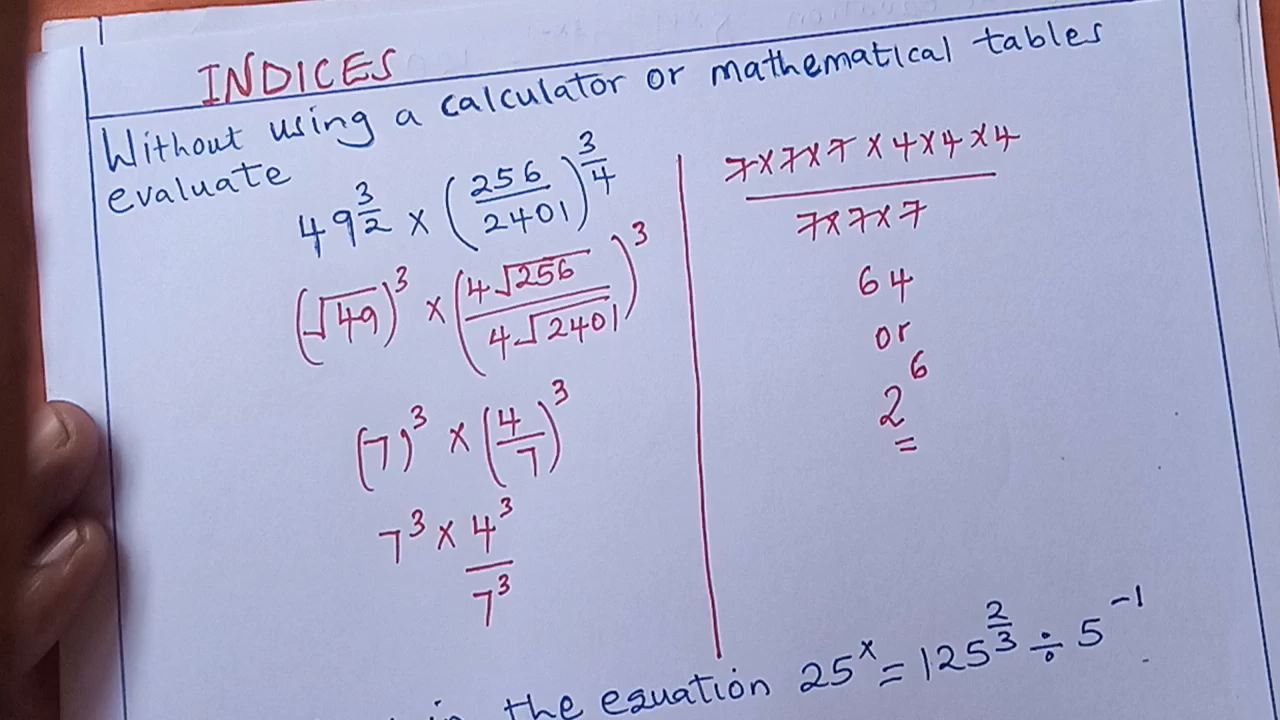 INDICES
Without using a calculator or mathematical tables
evaluate
49^(3/2) × (256/2401)^(3/4)
(√49)^3 × (4√256/4√2401)^3
(7)^3 × (4/7)^3
7^3 × 4^3/7^3
7×7×7×4×4×4
7×7×7
64
or
2^6
=
in the equation 25^x = 125^(2/3) ÷ 5^-1